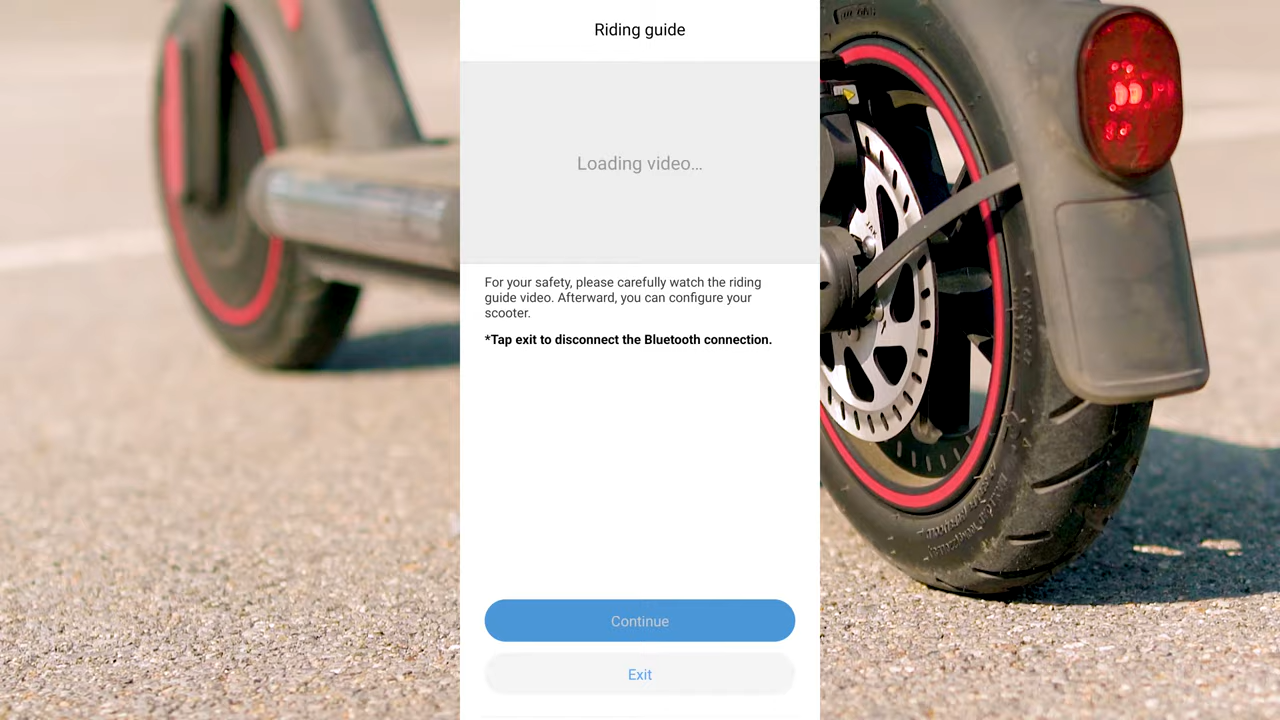 Riding guide
Loading video...
For your safety, please carefully watch the riding
guide video. Afterward, you can configure your
scooter.
*Tap exit to disconnect the Bluetooth connection.
Continue
Exit